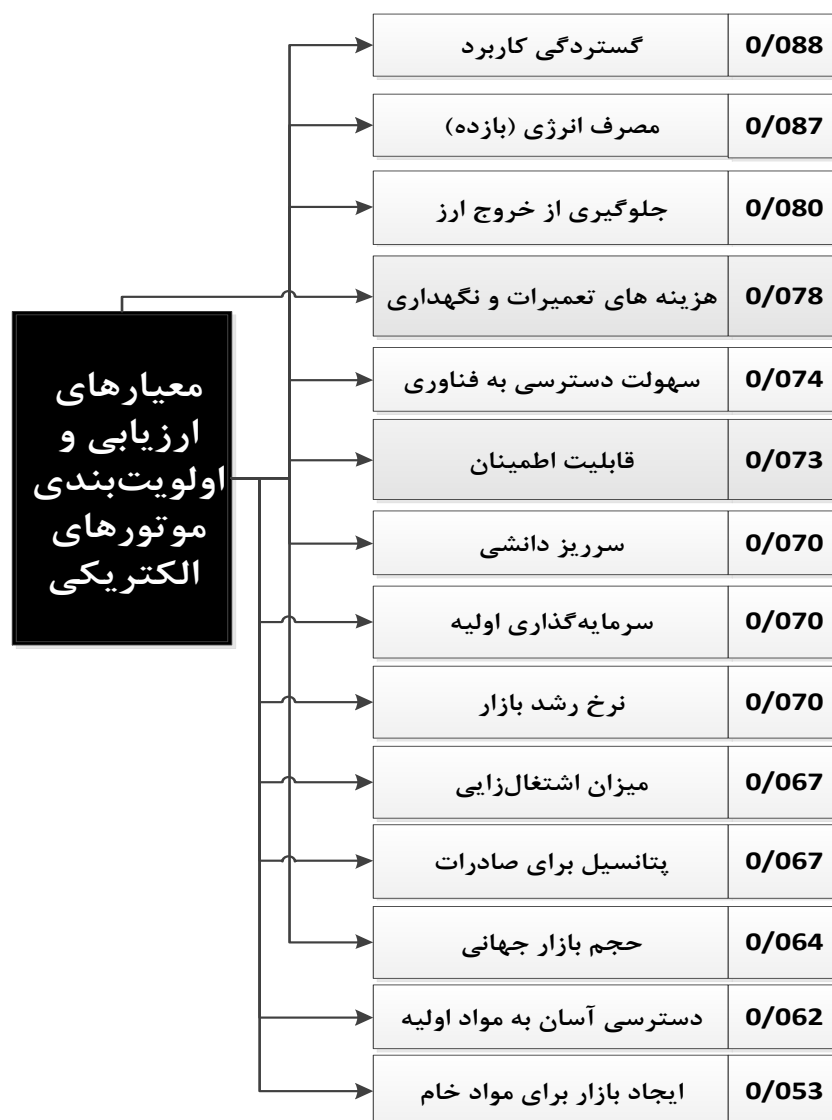 معیارهای
ارزیابی و
اولویت‌بندی
موتورهای
الکتریکی
گستردگی کاربرد 0/088
مصرف انرژی (بازده) 0/087
جلوگیری از خروج ارز 0/080
هزینه های تعمیرات و نگهداری 0/078
سهولت دسترسی به فناوری 0/074
قابلیت اطمینان 0/073
سرریز دانشی 0/070
سرمایه‌گذاری اولیه 0/070
نرخ رشد بازار 0/070
میزان اشتغال‌زایی 0/067
پتانسیل برای صادرات 0/067
حجم بازار جهانی 0/064
دسترسی آسان به مواد اولیه 0/062
ایجاد بازار برای مواد خام 0/053